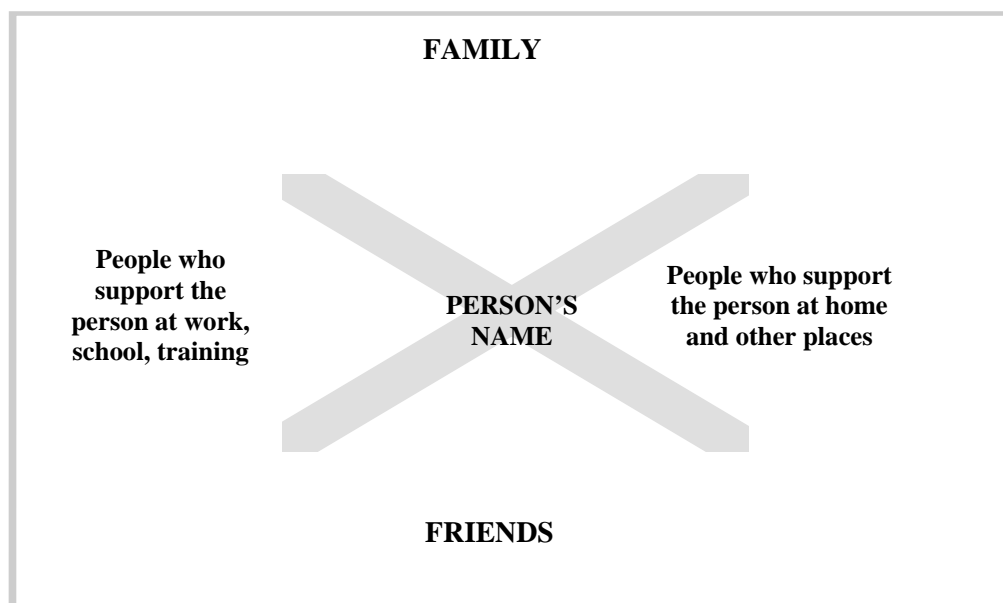 FAMILY
People who
support the
person at work,
school, training
PERSON’S
NAME
People who support
the person at home
and other places
FRIENDS